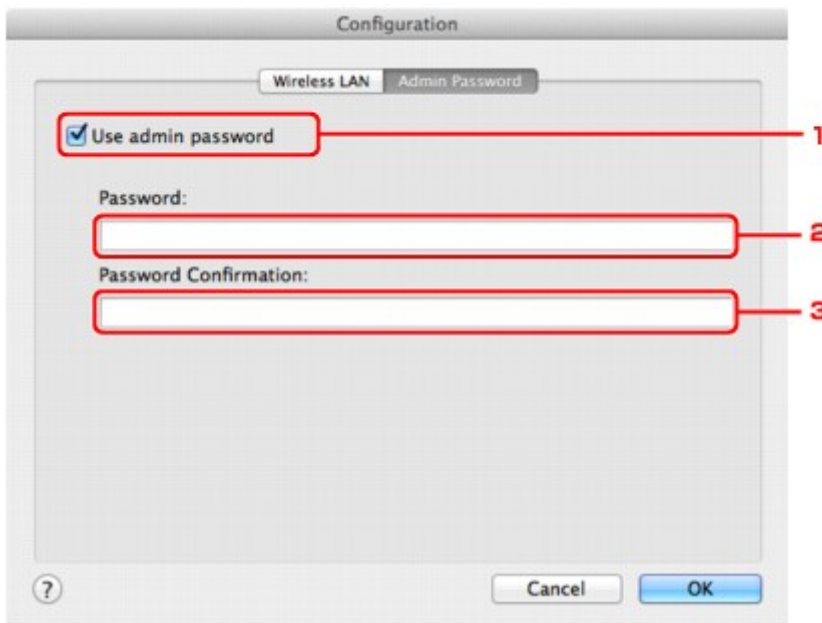 Configuration
Wireless LAN Admin Password
Use admin password 1
Password:
2
Password Confirmation:
3
? Cancel OK